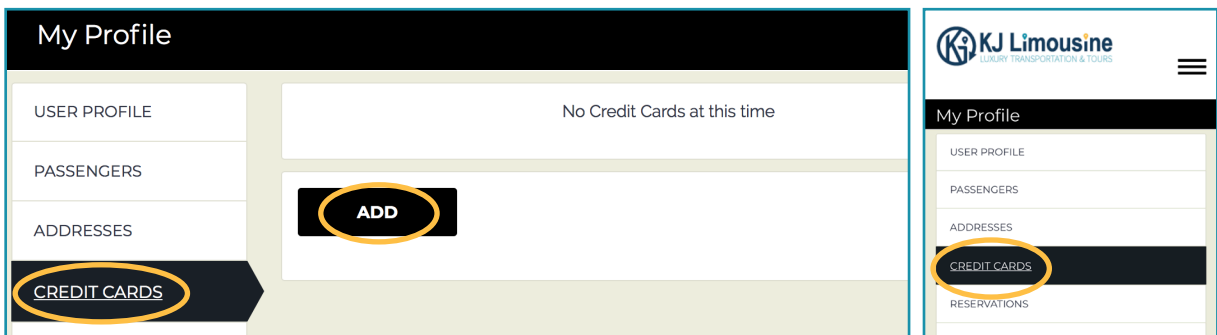 My Profile
USER PROFILE
PASSENGERS
ADDRESSES
CREDIT CARDS
No Credit Cards at this time
ADD
KJ
KJ Limousine
LUXURY TRANSPORTATION & TOURS
My Profile
USER PROFILE
PASSENGERS
ADDRESSES
CREDIT CARDS
RESERVATIONS